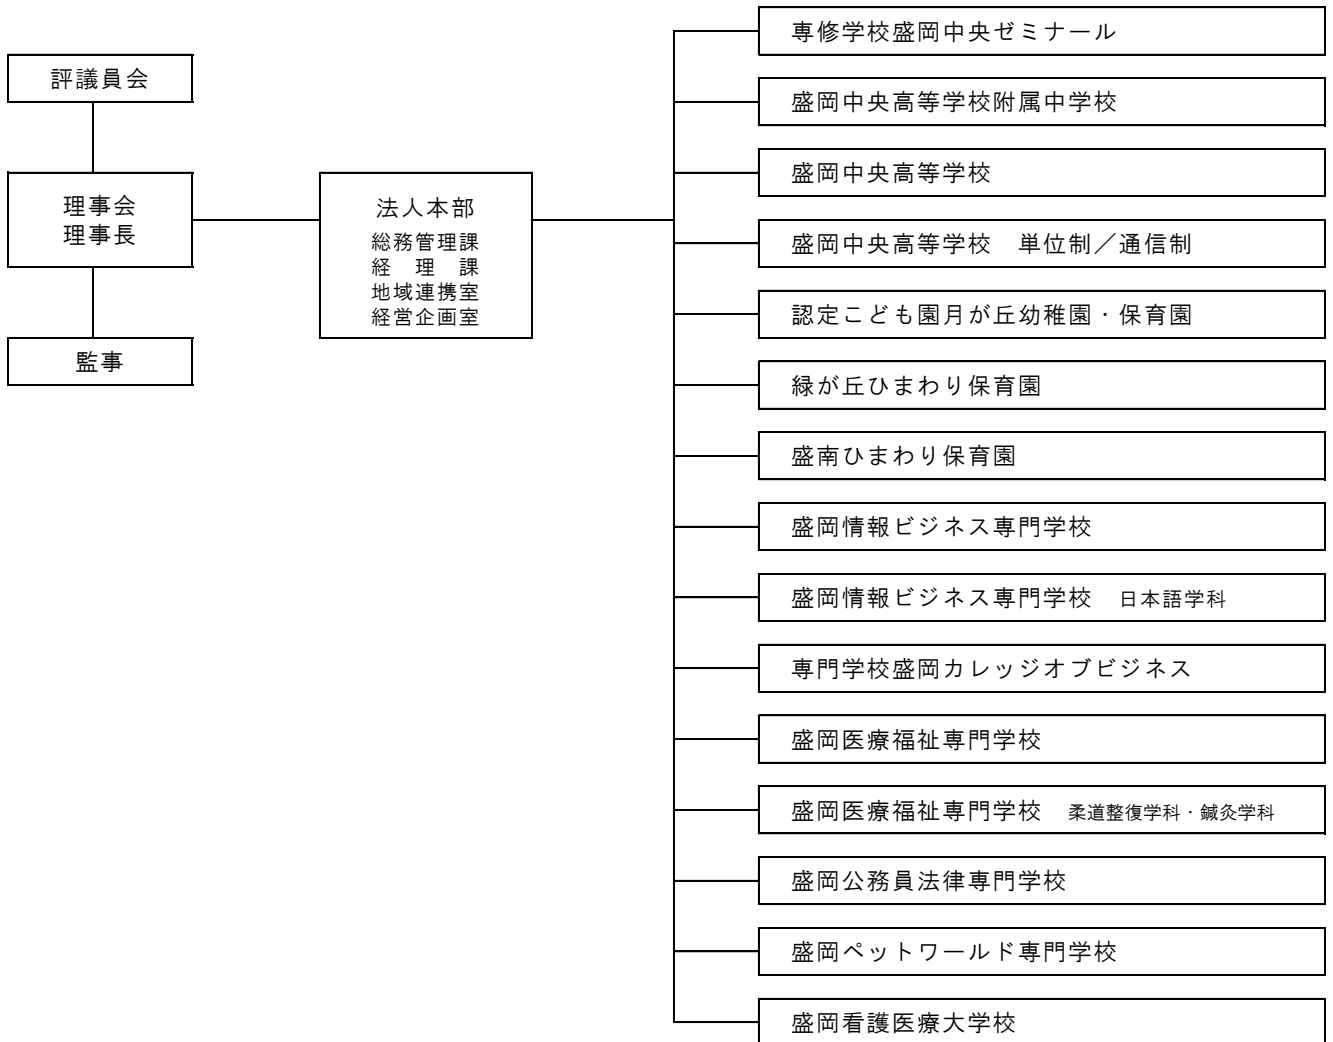 評議員会
理事会
理事長
監事
法人本部
総務管理課
経　理　課
地域連携室
経営企画室
専修学校盛岡中央ゼミナール
盛岡中央高等学校附属中学校
盛岡中央高等学校
盛岡中央高等学校　単位制／通信制
認定こども園月が丘幼稚園・保育園
緑が丘ひまわり保育園
盛南ひまわり保育園
盛岡情報ビジネス専門学校
盛岡情報ビジネス専門学校　日本語学科
専門学校盛岡カレッジオブビジネス
盛岡医療福祉専門学校
盛岡医療福祉専門学校　柔道整復学科・鍼灸学科
盛岡公務員法律専門学校
盛岡ペットワールド専門学校
盛岡看護医療大学校